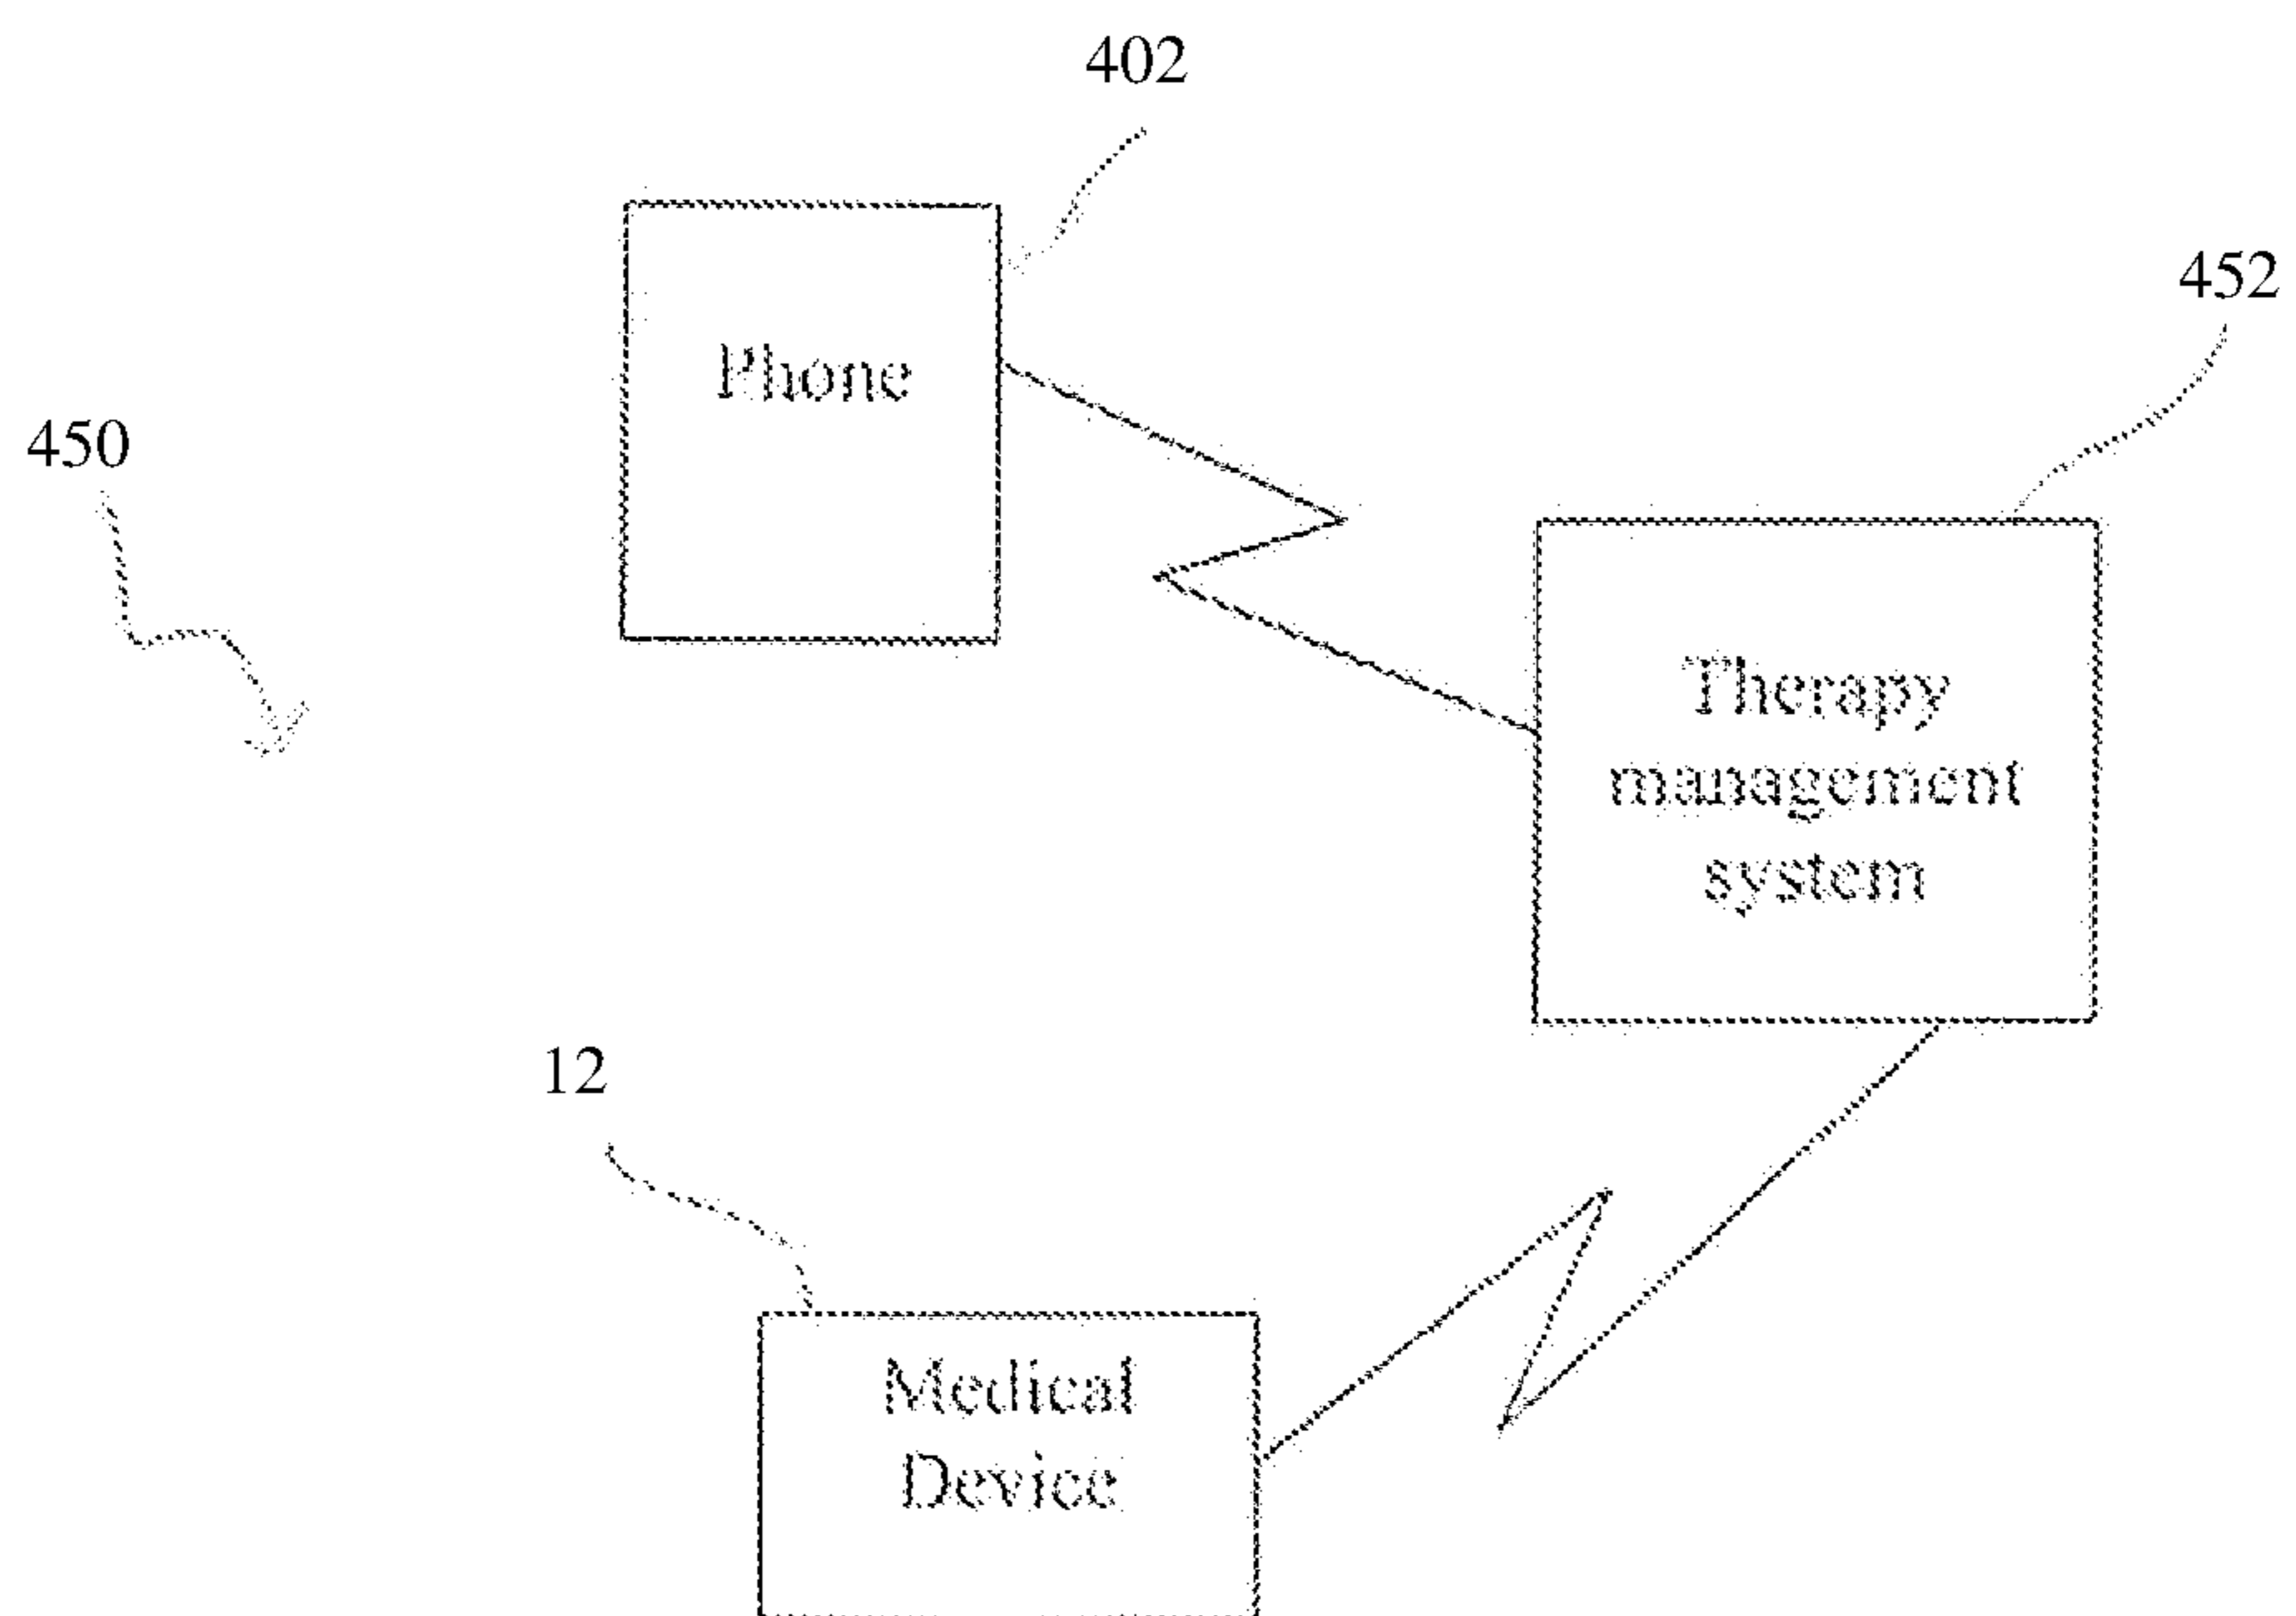 402
Phone
452
450
Therapy
management
system
12
Medical
Device